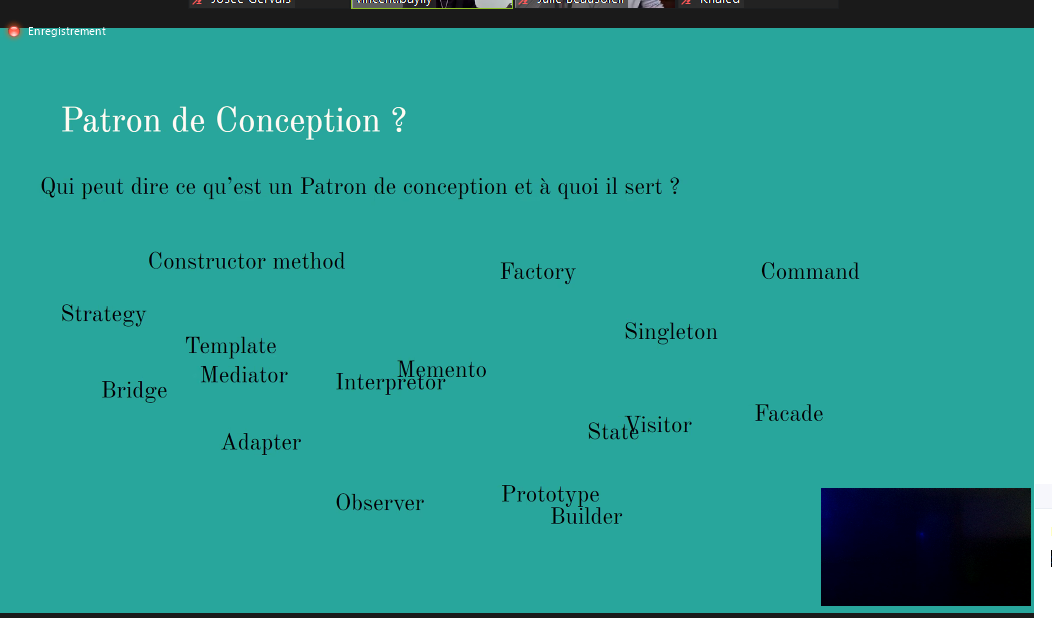 Josée Gervais
vincent.bayly
Julie Beausoleil
Khaled
Enregistrement
Patron de Conception ?
Qui peut dire ce qu’est un Patron de conception et à quoi il sert ?
Constructor method
Factory
Command
Strategy
Singleton
Template
Memento
Mediator
Interpretor
Bridge
Facade
Visitor
State
Adapter
Prototype
Observer
Builder